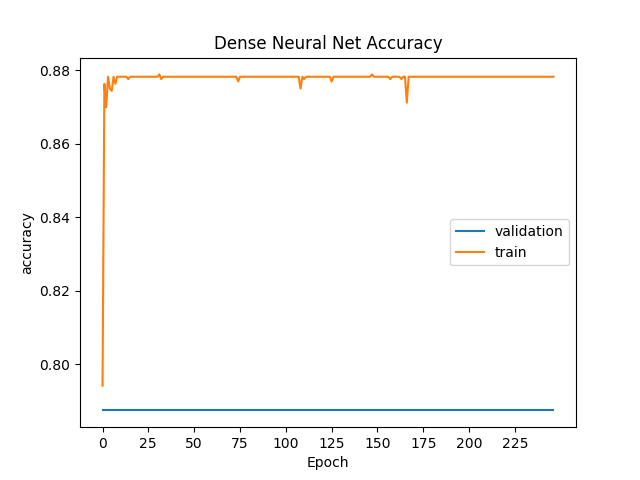 Dense Neural Net Accuracy
0.88
0.86
0.84
0.82
0.80
accuracy
validation
train
0 25 50 75 100 125 150 175 200 225
Epoch